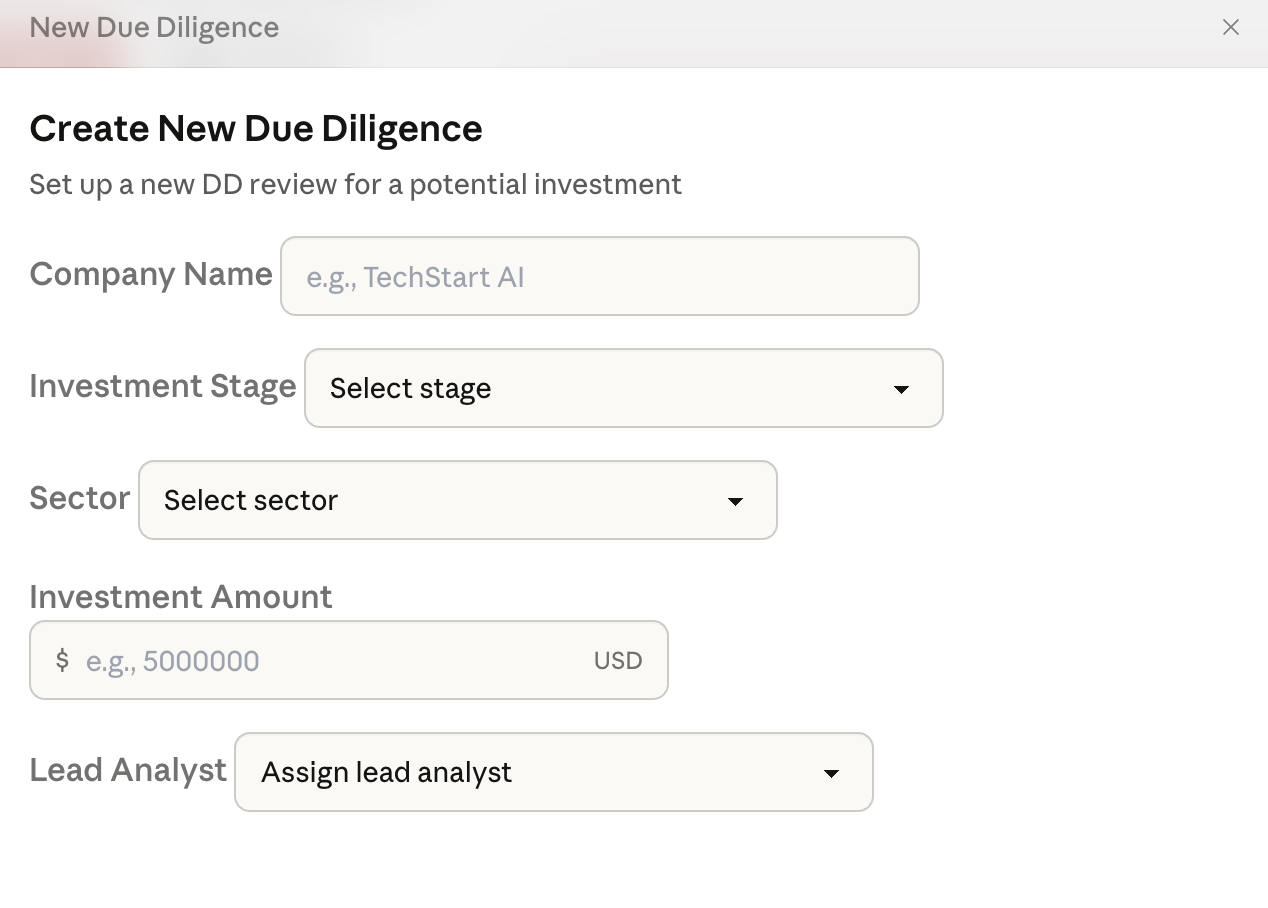 New Due Diligence
Create New Due Diligence
Set up a new DD review for a potential investment
Company Name e.g., TechStart AI
Investment Stage Select stage
Sector Select sector
Investment Amount
$ e.g., 5000000 USD
Lead Analyst Assign lead analyst